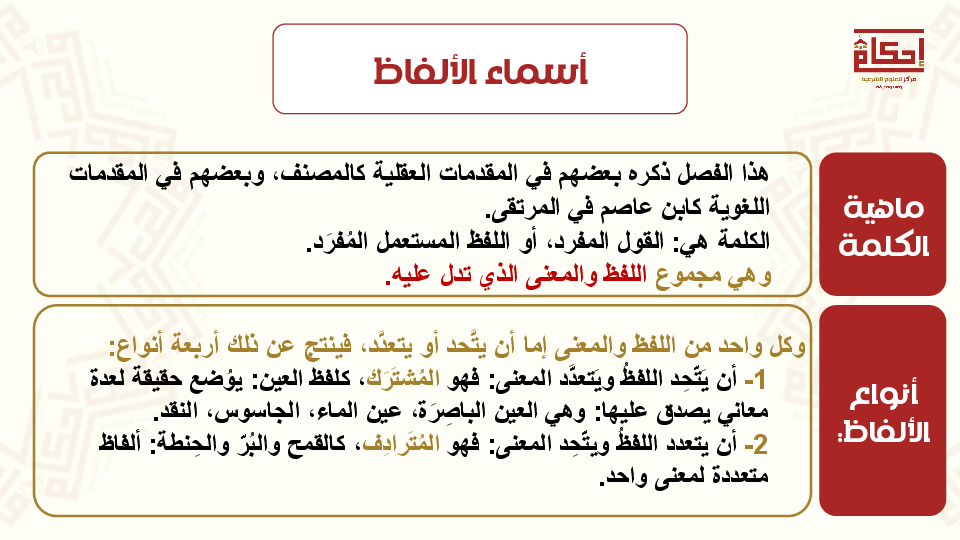 أسماء الألفاظ
إحكام
مركز للعلوم الشرعية
ماهية
الكلمة
هذا الفصل ذكره بعضهم في المقدمات العقلية كالمصنف، وبعضهم في المقدمات
اللغوية كابن عاصم في المرتقى.
الكلمة هي: القول المفرد، أو اللفظ المستعمل المُفرَد.
وهي مجموع اللفظ والمعنى الذي تدل عليه.
أنواع
الألفاظ:
وكل واحد من اللفظ والمعنى إما أن يتَّحد أو يتعدَّد، فينتج عن ذلك أربعة أنواع:
1- أن يَتّحِد اللفظُ ويَتعدَّد المعنى: فهو المُشتَرَك، كلفظ العين: يوُضع حقيقة لعدة
معاني يصدق عليها: وهي العين الباصِرَة، عين الماء، الجاسوس، النقد.
2- أن يتعدد اللفظُ ويتّحِد المعنى: فهو المُتَرادِف، كالقمح والبُرّ والحِنطة: ألفاظ
متعددة لمعنى واحد.